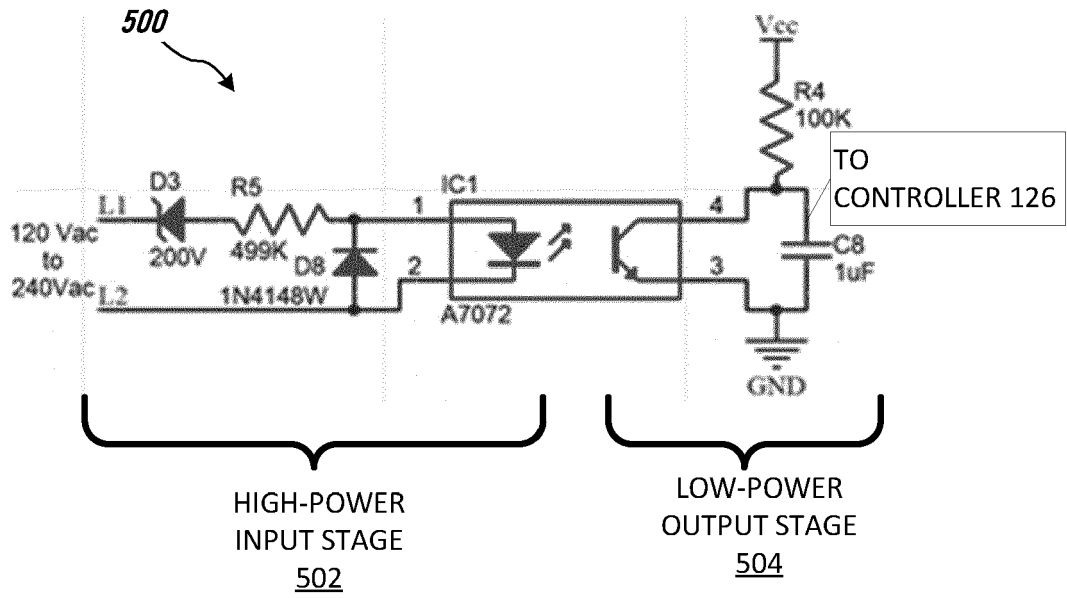 500
Vcc
R4
100K
TO
CONTROLLER 126
D3
R5
IC1
L1
1
4
120 Vac
to
240Vac
200V
499K
D8
2
3
C8
1uF
L2
1N4148W
A7072
GND
HIGH-POWER
INPUT STAGE
502
LOW-POWER
OUTPUT STAGE
504